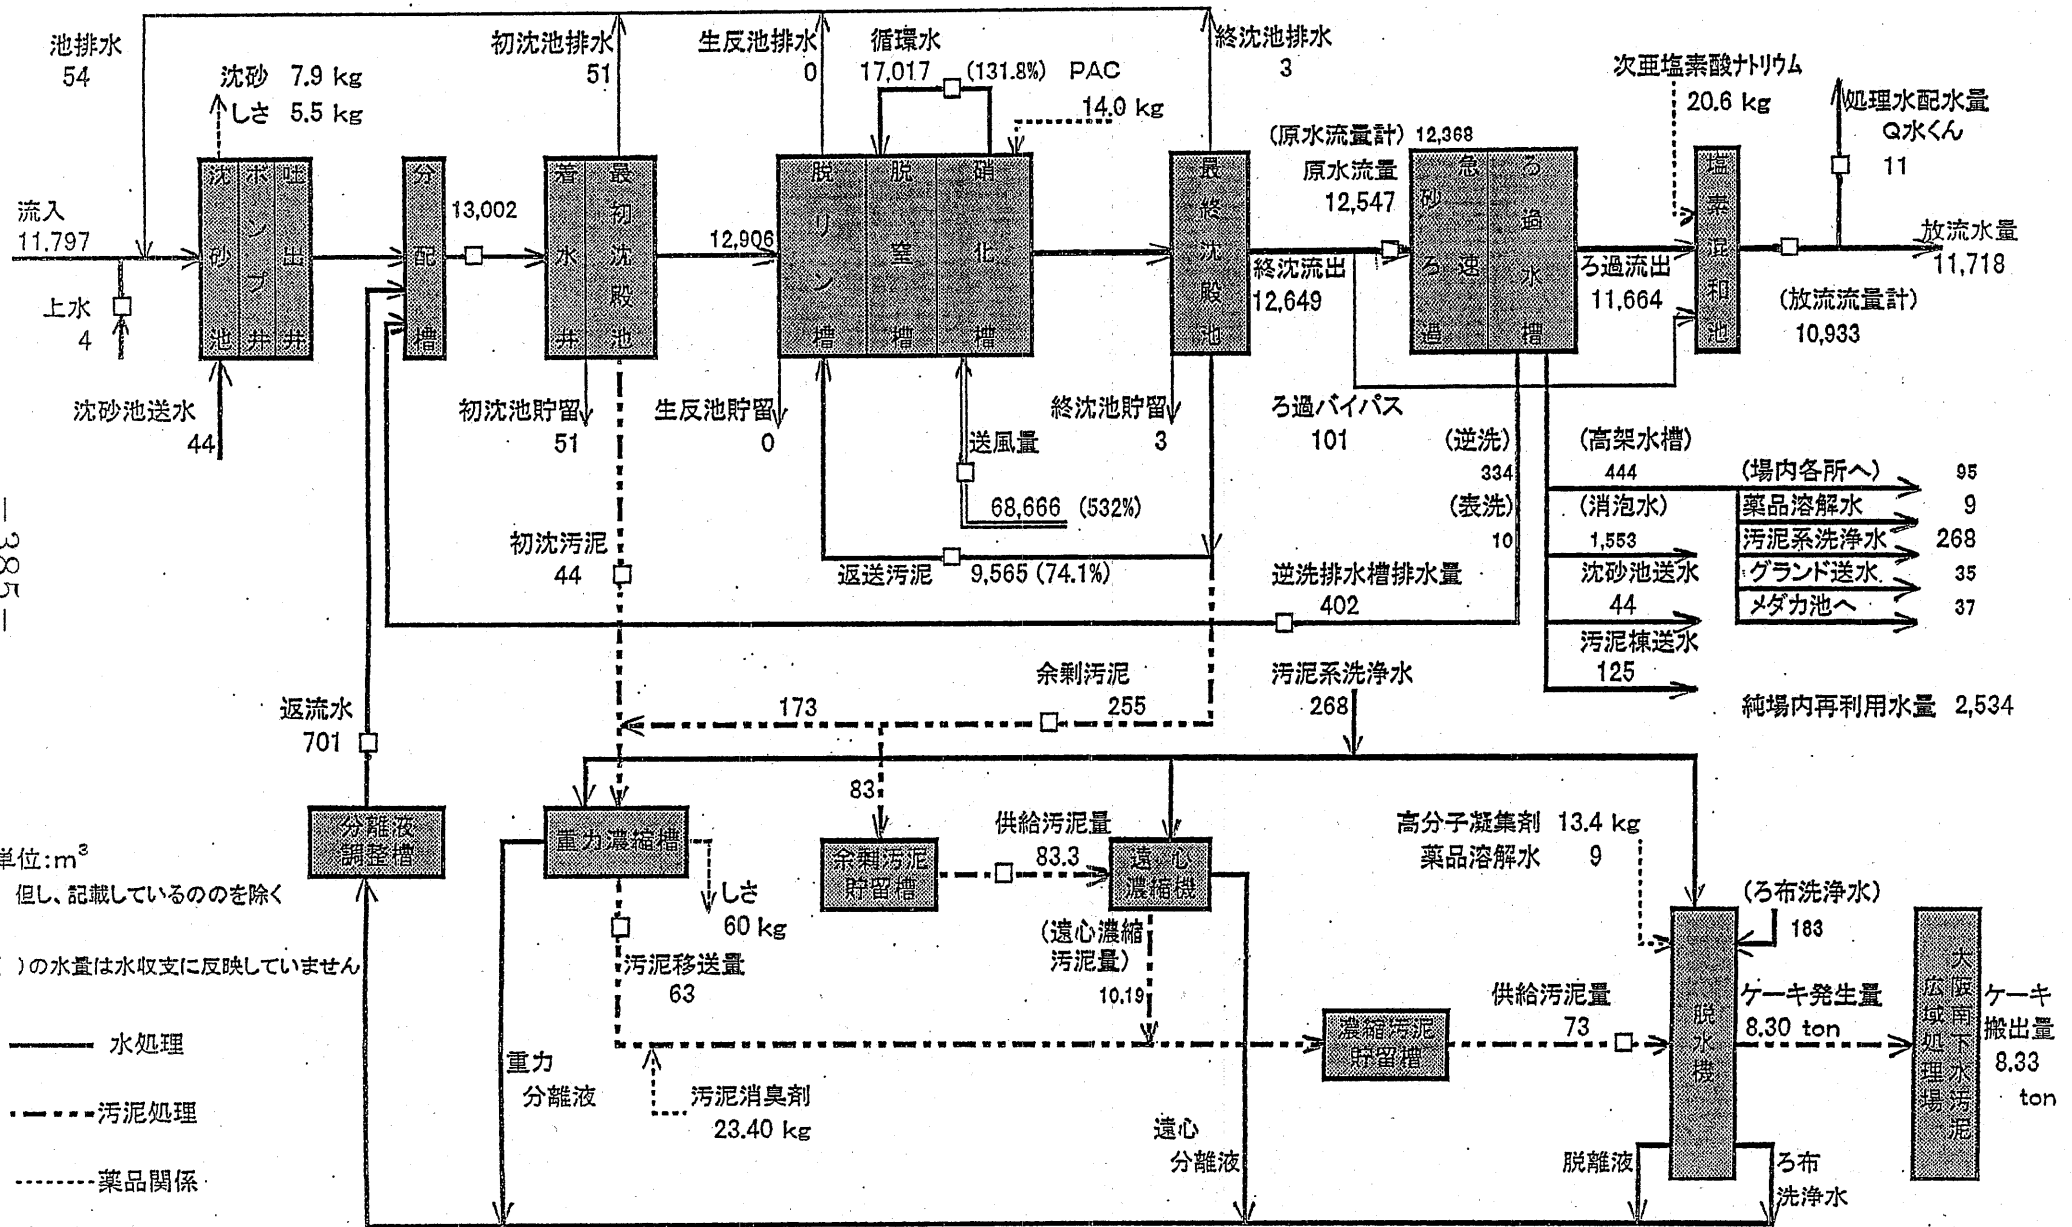 池排水
54
沈砂 7.9 kg
しさ 5.5 kg
初沈池排水
51
生反池排水
0
循環水
17,017 (131.8%)
PAC
14.0 kg
終沈池排水
3
次亜塩素酸ナトリウム
20.6 kg
処理水配水量
Q水くん
11
流入
11,797
上水
4
沈砂池送水
44
沈砂池
ポンプ井
吐出井
分配槽
13,002
着水井
最初沈殿池
12,906
脱リン槽
脱窒槽
硝化槽
最終沈殿池
(原水流量計) 12,368
原水流量
12,547
終沈流出
12,649
急速砂ろ過
ろ過水槽
ろ過流出
11,664
塩素混和池
放流水量
11,718
(放流流量計)
10,933
初沈池貯留
51
生反池貯留
0
送風量
68,666 (532%)
終沈池貯留
3
ろ過バイパス
101
(逆洗)
334
(表洗)
10
(高架水槽)
444
(消泡水)
1,553
沈砂池送水
44
汚泥棟送水
125
(場内各所へ) 95
薬品溶解水 9
汚泥系洗浄水 268
グランド送水 35
メダカ池へ 37
純場内再利用水量 2,534
初沈汚泥
44
返送汚泥 9,565 (74.1%)
逆洗排水槽排水量
402
－385－
返流水
701
173
余剰汚泥
255
汚泥系洗浄水
268
83
分離液
調整槽
重力濃縮槽
しさ
60 kg
余剰汚泥
貯留槽
供給汚泥量
83.3
遠心
濃縮機
高分子凝集剤 13.4 kg
薬品溶解水 9
(ろ布洗浄水)
183
単位:m³
但し、記載しているのを除く
)の水量は水収支に反映していません
汚泥移送量
63
(遠心濃縮
汚泥量)
10.19
濃縮汚泥
貯留槽
供給汚泥量
73
脱水機
ケーキ発生量
8.30 ton
大阪南下水汚泥
広域処理場
ケーキ
搬出量
8.33
ton
水処理
汚泥処理
薬品関係
重力
分離液
汚泥消臭剤
23.40 kg
遠心
分離液
脱離液
ろ布
洗浄水